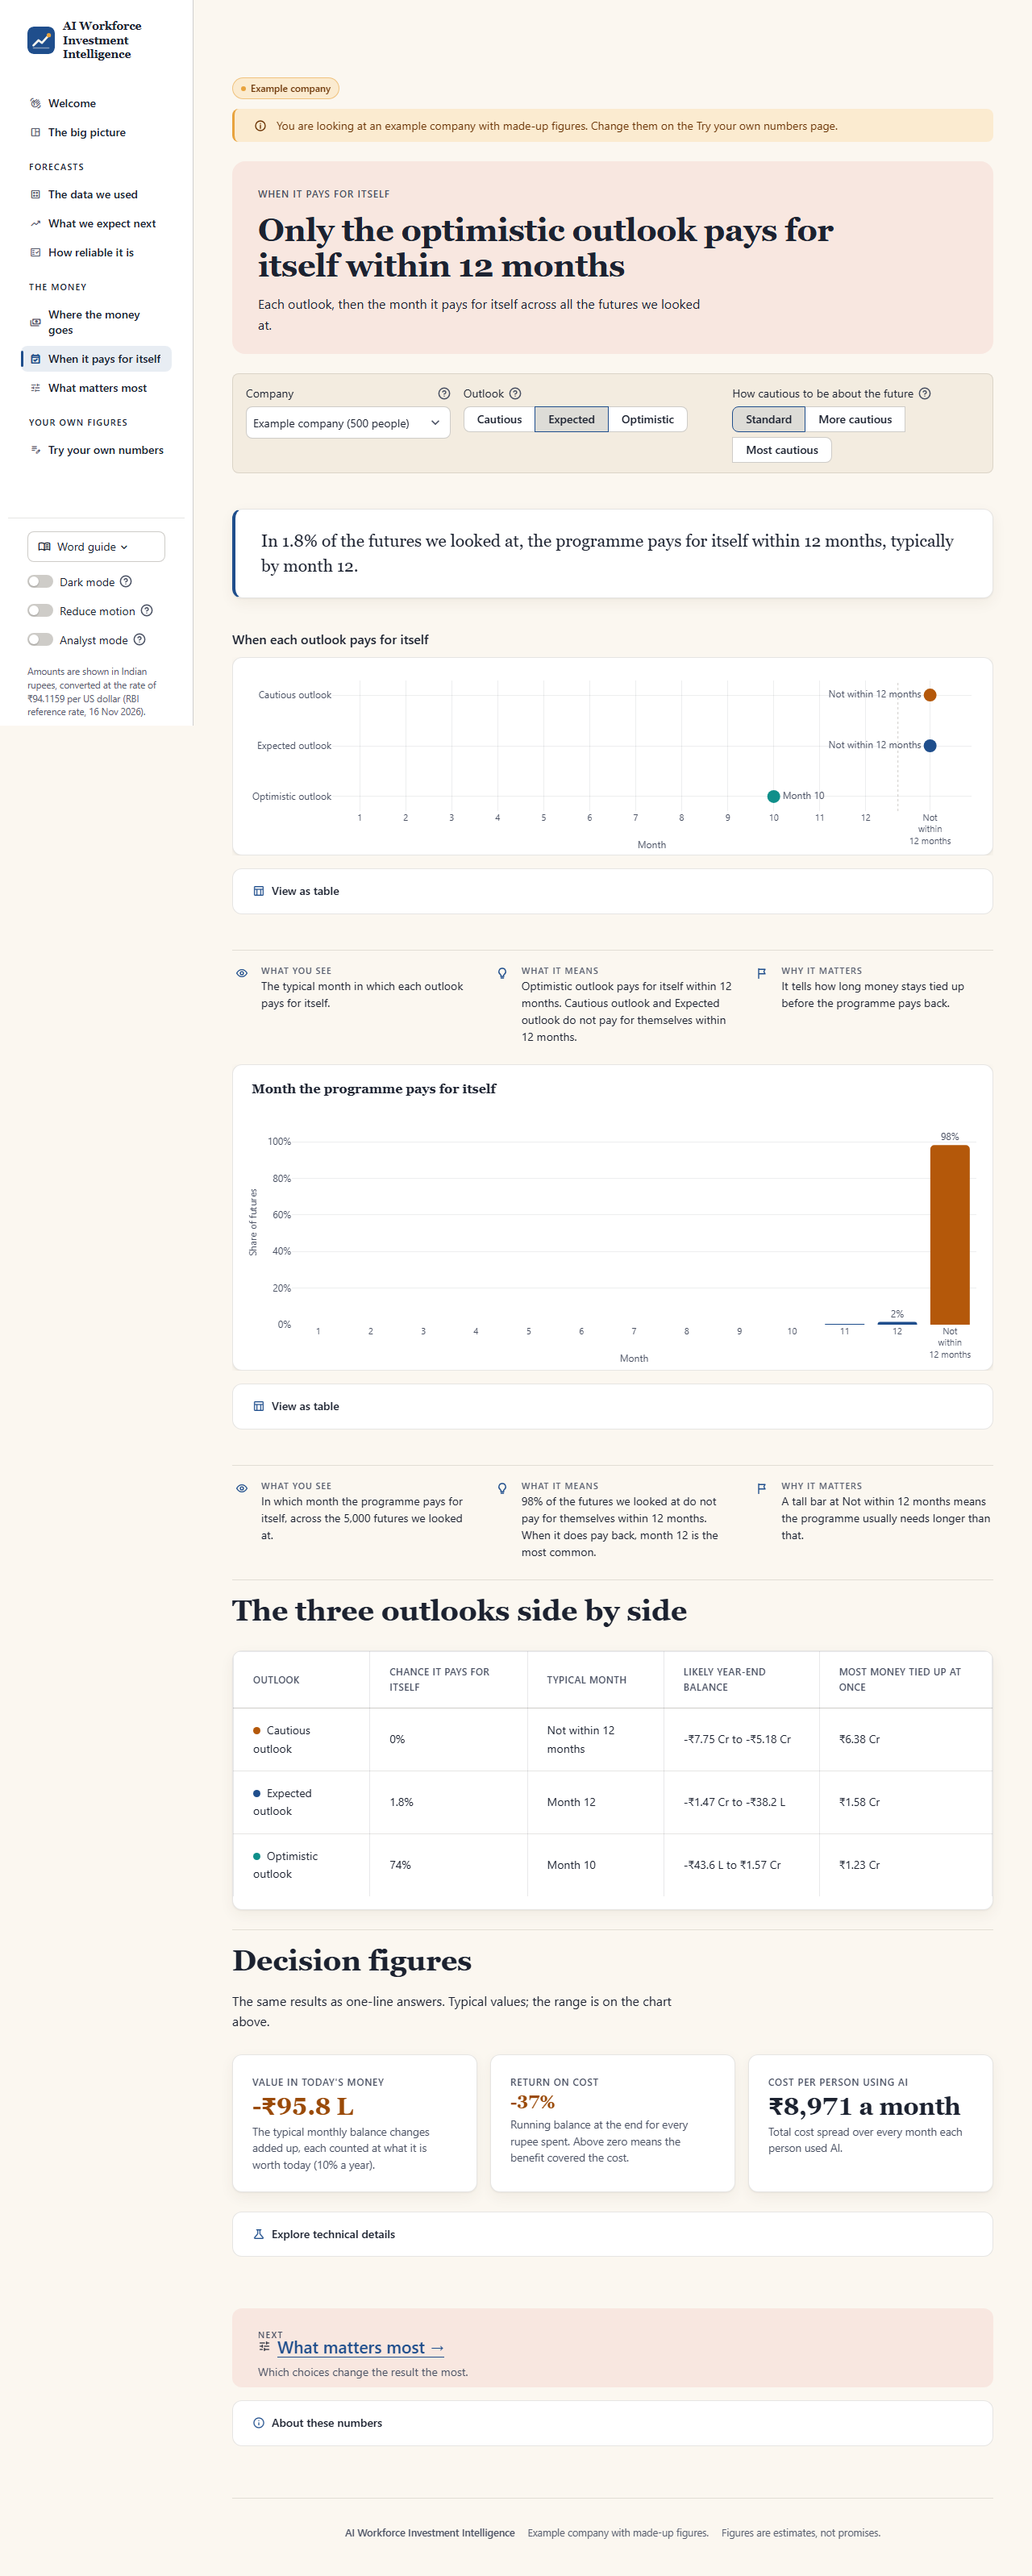 AI Workforce
Investment
Intelligence
Welcome
The big picture
FORECASTS
The data we used
What we expect next
How reliable it is
THE MONEY
Where the money
goes
When it pays for itself
What matters most
YOUR OWN FIGURES
Try your own numbers
Word guide
Dark mode
Reduce motion
Analyst mode
Amounts are shown in Indian
rupees, converted at the rate of
₹94.1159 per US dollar (RBI
reference rate, 16 Nov 2026).
Example company
You are looking at an example company with made-up figures. Change them on the Try your own numbers page.
WHEN IT PAYS FOR ITSELF
Only the optimistic outlook pays for
itself within 12 months
Each outlook, then the month it pays for itself across all the futures we looked
at.
Company
Example company (500 people)
Outlook
Cautious Expected Optimistic
How cautious to be about the future
Standard More cautious
Most cautious
In 1.8% of the futures we looked at, the programme pays for itself within 12 months, typically
by month 12.
When each outlook pays for itself
Cautious outlook Not within 12 months
Expected outlook Not within 12 months
Optimistic outlook Month 10
1 2 3 4 5 6 7 8 9 10 11 12 Not
within
12 months
Month
View as table
WHAT YOU SEE
The typical month in which each outlook
pays for itself.
WHAT IT MEANS
Optimistic outlook pays for itself within 12
months. Cautious outlook and Expected
outlook do not pay for themselves within
12 months.
WHY IT MATTERS
It tells how long money stays tied up
before the programme pays back.
Month the programme pays for itself
98%
100%
80%
60%
Share of futures
40%
20%
2%
0%
1 2 3 4 5 6 7 8 9 10 11 12 Not
within
12 months
Month
View as table
WHAT YOU SEE
In which month the programme pays for
itself, across the 5,000 futures we looked
at.
WHAT IT MEANS
98% of the futures we looked at do not
pay for themselves within 12 months.
When it does pay back, month 12 is the
most common.
WHY IT MATTERS
A tall bar at Not within 12 months means
the programme usually needs longer than
that.
The three outlooks side by side
OUTLOOK
CHANCE IT PAYS FOR
ITSELF
TYPICAL MONTH
LIKELY YEAR-END
BALANCE
MOST MONEY TIED UP AT
ONCE
Cautious
outlook
0%
Not within 12
months
-₹7.75 Cr to -₹5.18 Cr
₹6.38 Cr
Expected
outlook
1.8%
Month 12
-₹1.47 Cr to -₹38.2 L
₹1.58 Cr
Optimistic
outlook
74%
Month 10
-₹43.6 L to ₹1.57 Cr
₹1.23 Cr
Decision figures
The same results as one-line answers. Typical values; the range is on the chart
above.
VALUE IN TODAY'S MONEY
-₹95.8 L
The typical monthly balance changes
added up, each counted at what it is
worth today (10% a year).
RETURN ON COST
-37%
Running balance at the end for every
rupee spent. Above zero means the
benefit covered the cost.
COST PER PERSON USING AI
₹8,971 a month
Total cost spread over every month each
person used AI.
Explore technical details
NEXT
What matters most →
Which choices change the result the most.
About these numbers
AI Workforce Investment Intelligence Example company with made-up figures. Figures are estimates, not promises.